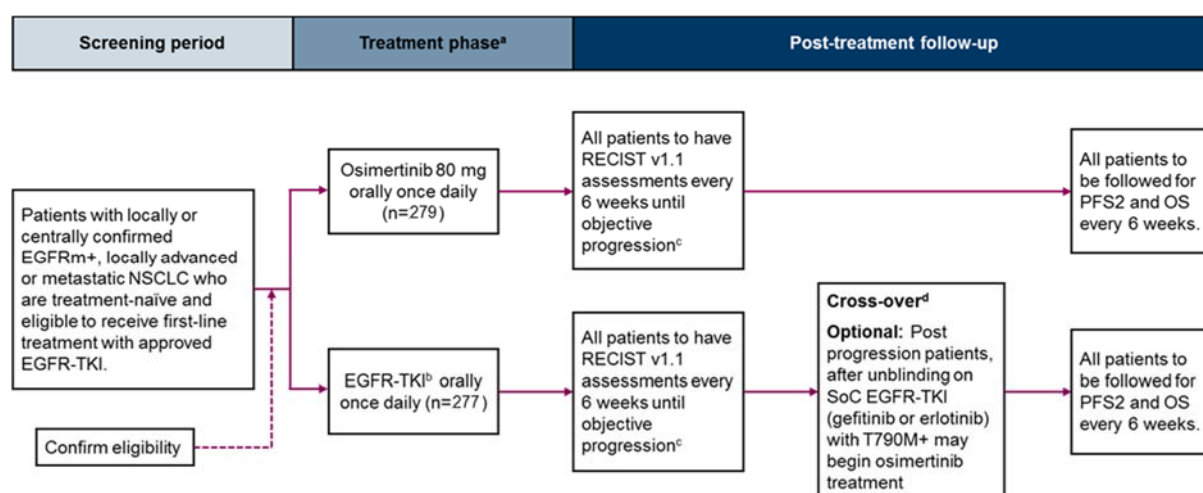 Screening period
Treatment phaseᵃ
Post-treatment follow-up
Patients with locally or
centrally confirmed
EGFRm+, locally advanced
or metastatic NSCLC who
are treatment-naïve and
eligible to receive first-line
treatment with approved
EGFR-TKI.
Confirm eligibility
Osimertinib 80 mg
orally once daily
(n=279)
All patients to have
RECIST v1.1
assessments every
6 weeks until
objective
progressionᶜ
All patients to
be followed for
PFS2 and OS
every 6 weeks.
EGFR-TKIᵇ orally
once daily (n=277)
All patients to have
RECIST v1.1
assessments every
6 weeks until
objective
progressionᶜ
Cross-overᵈ
Optional: Post
progression patients,
after unblinding on
SoC EGFR-TKI
(gefitinib or erlotinib)
with T790M+ may
begin osimertinib
treatment
All patients to
be followed for
PFS2 and OS
every 6 weeks.